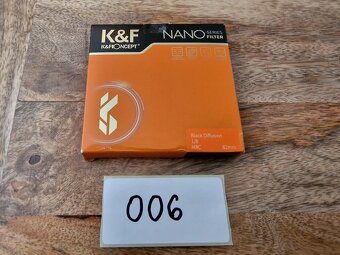 K&F
K&F CONCEPT
NANO SERIES FILTER
Black Diffusion
1/8
MRC 82mm
006